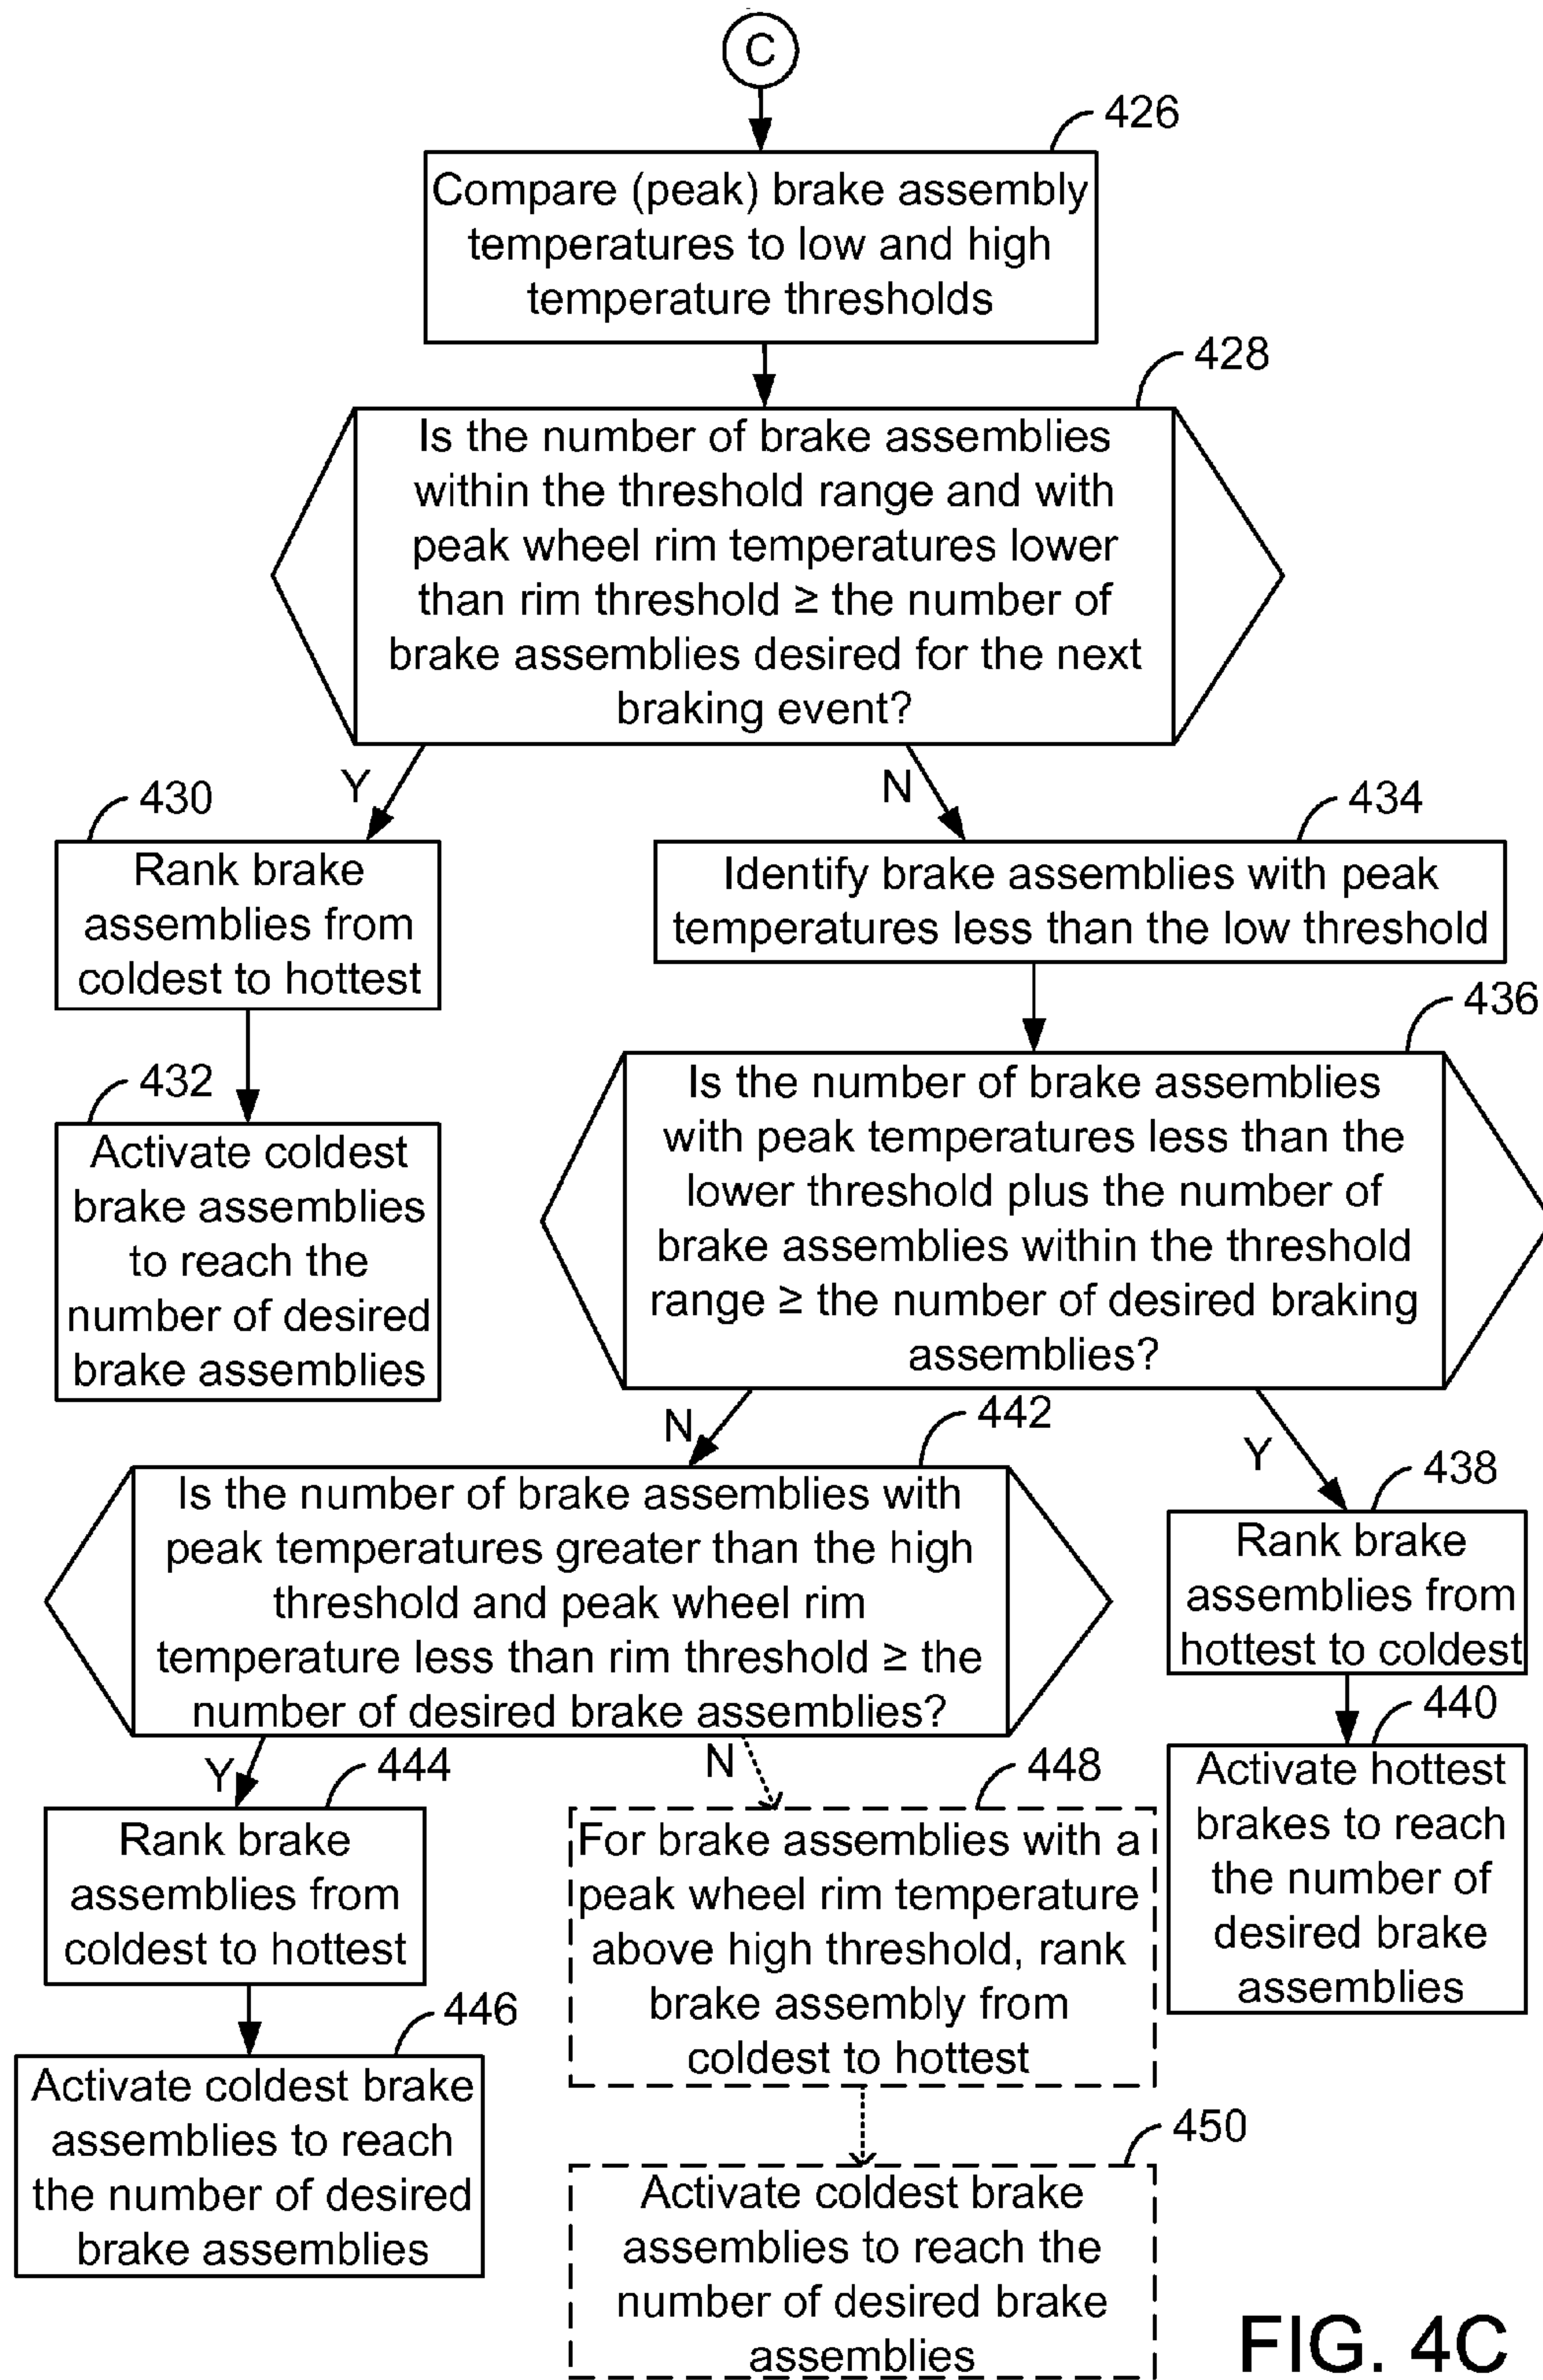 C
426
Compare (peak) brake assembly
temperatures to low and high
temperature thresholds
428
Is the number of brake assemblies
within the threshold range and with
peak wheel rim temperatures lower
than rim threshold ≥ the number of
brake assemblies desired for the next
braking event?
Y
N
430
Rank brake
assemblies from
coldest to hottest
432
Activate coldest
brake assemblies
to reach the
number of desired
brake assemblies
434
Identify brake assemblies with peak
temperatures less than the low threshold
436
Is the number of brake assemblies
with peak temperatures less than the
lower threshold plus the number of
brake assemblies within the threshold
range ≥ the number of desired braking
assemblies?
N
Y
442
Is the number of brake assemblies with
peak temperatures greater than the high
threshold and peak wheel rim
temperature less than rim threshold ≥ the
number of desired brake assemblies?
438
Rank brake
assemblies from
hottest to coldest
440
Activate hottest
brakes to reach
the number of
desired brake
assemblies
Y
N
444
Rank brake
assemblies from
coldest to hottest
446
Activate coldest brake
assemblies to reach
the number of desired
brake assemblies
448
For brake assemblies with a
peak wheel rim temperature
above high threshold, rank
brake assembly from
coldest to hottest
450
Activate coldest brake
assemblies to reach the
number of desired brake
assemblies
FIG. 4C